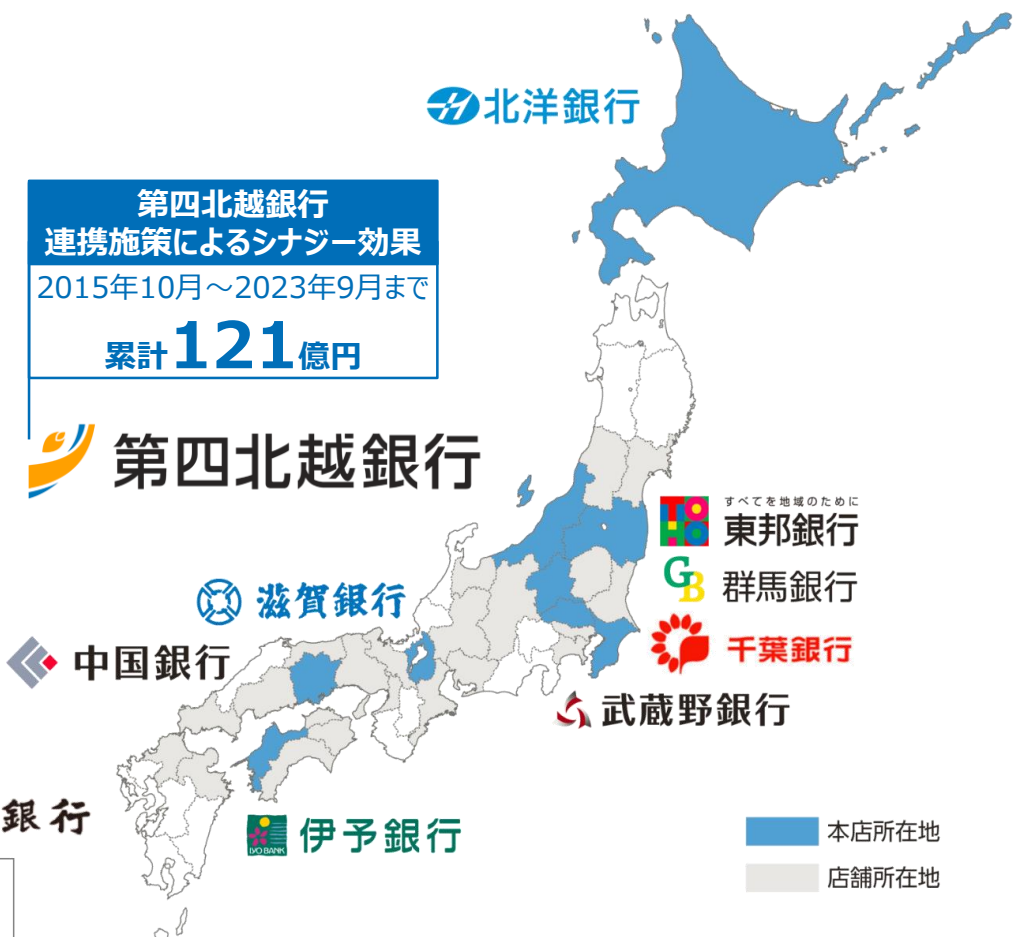 北洋銀行
第四北越銀行
連携施策によるシナジー効果
2015年10月～2023年9月まで
累計121億円
第四北越銀行
TOHO
すべてを地域のために
東邦銀行
GB
群馬銀行
滋賀銀行
千葉銀行
中国銀行
武蔵野銀行
銀行
IYO BANK
伊予銀行
本店所在地
店舗所在地